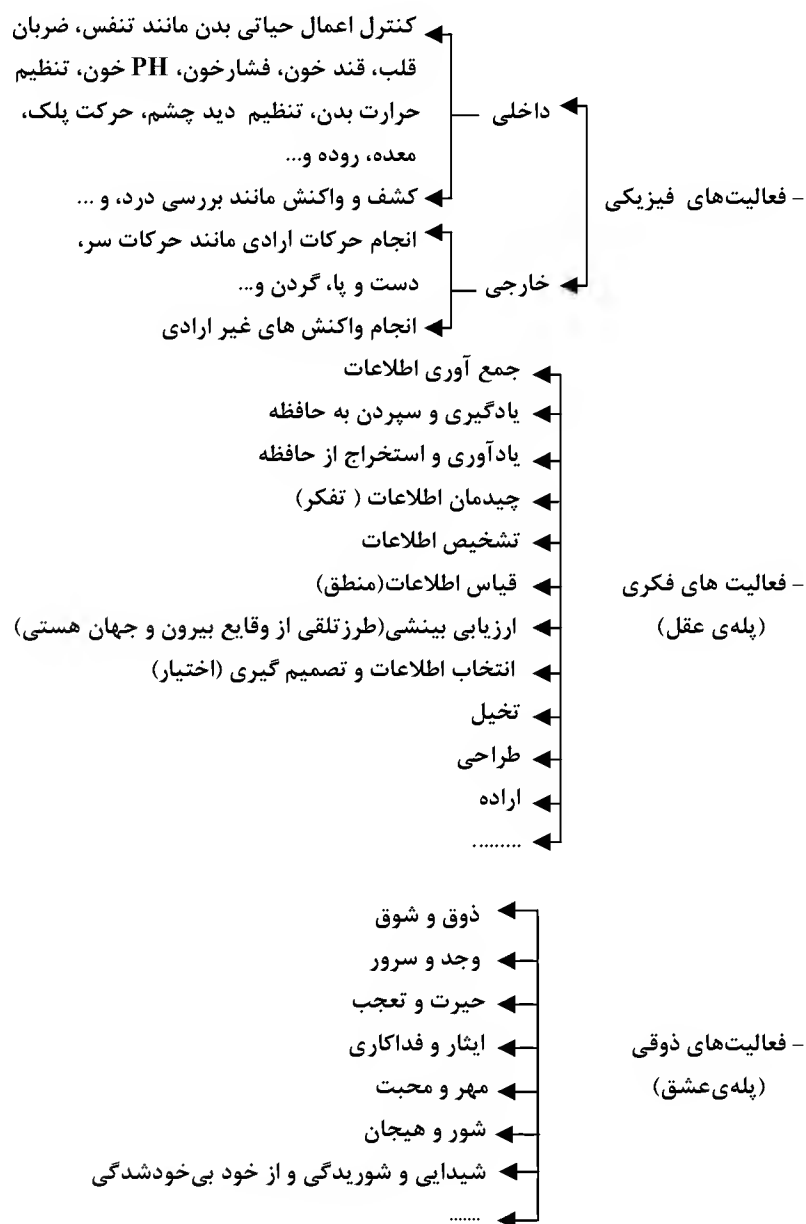 – فعالیت‌های فیزیکی
داخلی
کنترل اعمال حیاتی بدن مانند تنفس، ضربان
قلب، قند خون، فشارخون، PH خون، تنظیم
حرارت بدن، تنظیم دید چشم، حرکت پلک،
معده، روده و...
کشف و واکنش مانند بررسی درد، و ...
خارجی
انجام حرکات ارادی مانند حرکات سر،
دست و پا، گردن و...
انجام واکنش های غیر ارادی
– فعالیت های فکری
(پله‌ی عقل)
جمع آوری اطلاعات
یادگیری و سپردن به حافظه
یادآوری و استخراج از حافظه
چیدمان اطلاعات ( تفکر)
تشخیص اطلاعات
قیاس اطلاعات(منطق)
ارزیابی بینشی(طرزتلقی از وقایع بیرون و جهان هستی)
انتخاب اطلاعات و تصمیم گیری (اختیار)
تخیل
طراحی
اراده
.........
– فعالیت‌های ذوقی
(پله‌ی‌عشق)
ذوق و شوق
وجد و سرور
حیرت و تعجب
ایثار و فداکاری
مهر و محبت
شور و هیجان
شیدایی و شوریدگی و از خود بی‌خودشدگی
.......